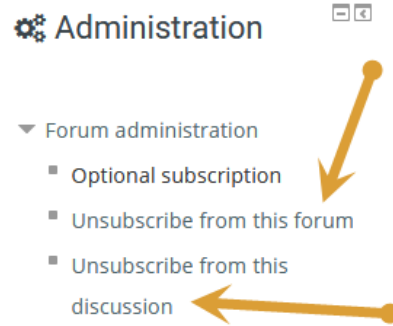 Administration
Forum administration
Optional subscription
Unsubscribe from this forum
Unsubscribe from this
discussion